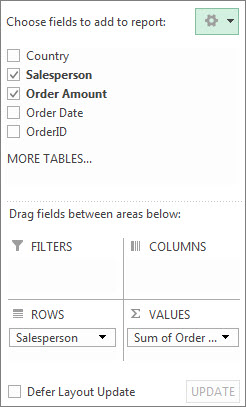 Choose fields to add to report:
Country
Salesperson
Order Amount
Order Date
OrderID
MORE TABLES...
Drag fields between areas below:
FILTERS
COLUMNS
ROWS
Salesperson
VALUES
Sum of Order ...
Defer Layout Update
UPDATE